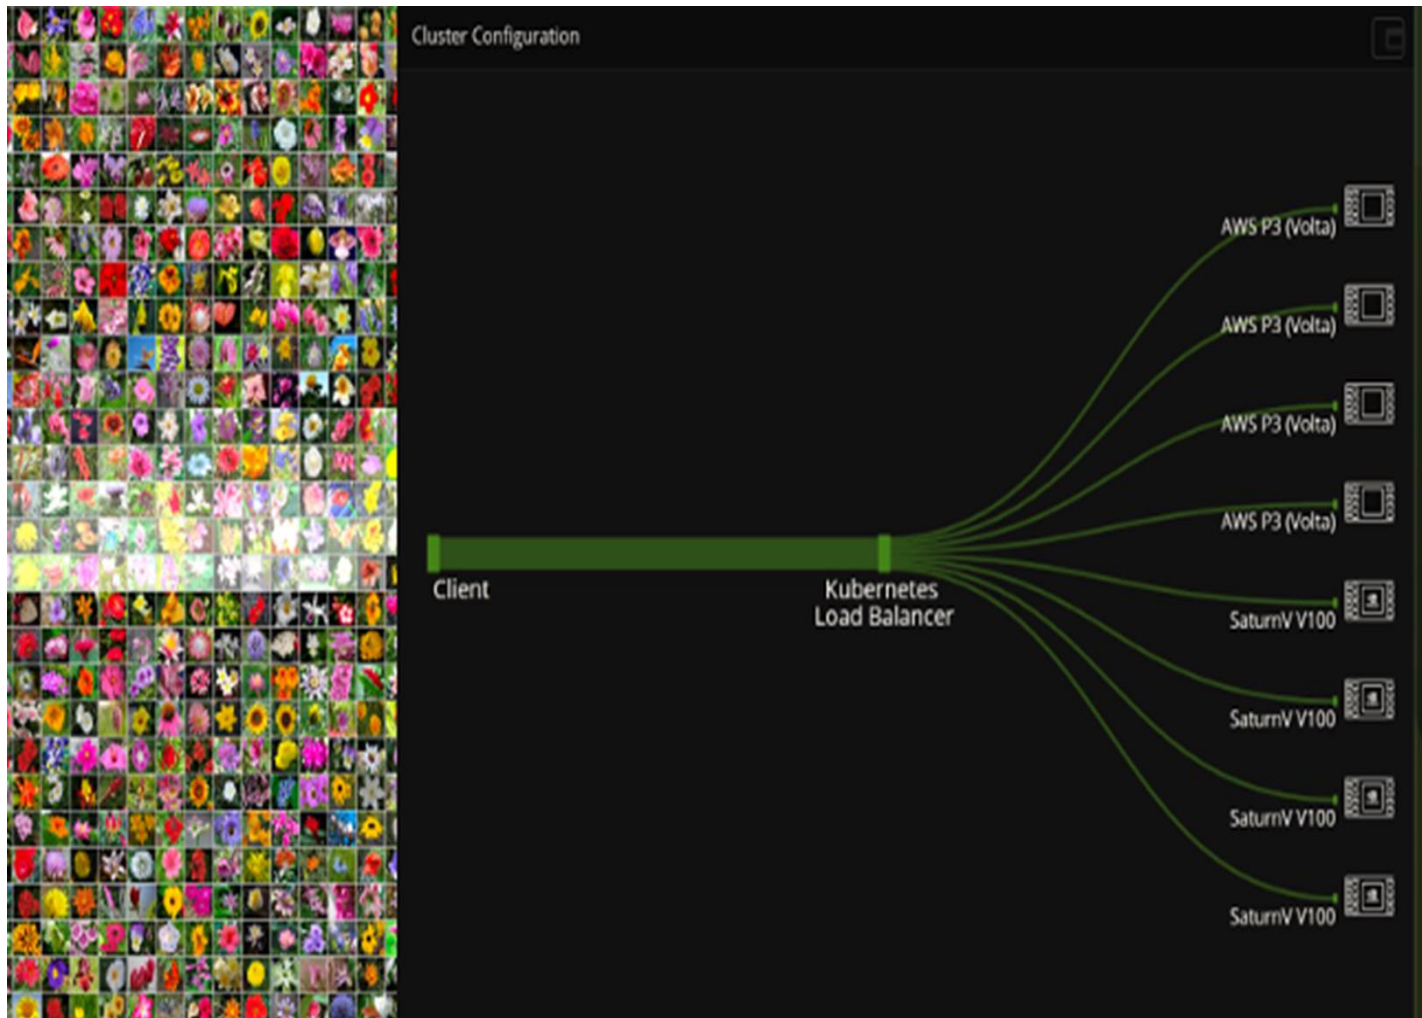 Cluster Configuration
AWS P3 (Volta)
AWS P3 (Volta)
AWS P3 (Volta)
AWS P3 (Volta)
Client
Kubernetes
Load Balancer
SaturnV V100
SaturnV V100
SaturnV V100
SaturnV V100